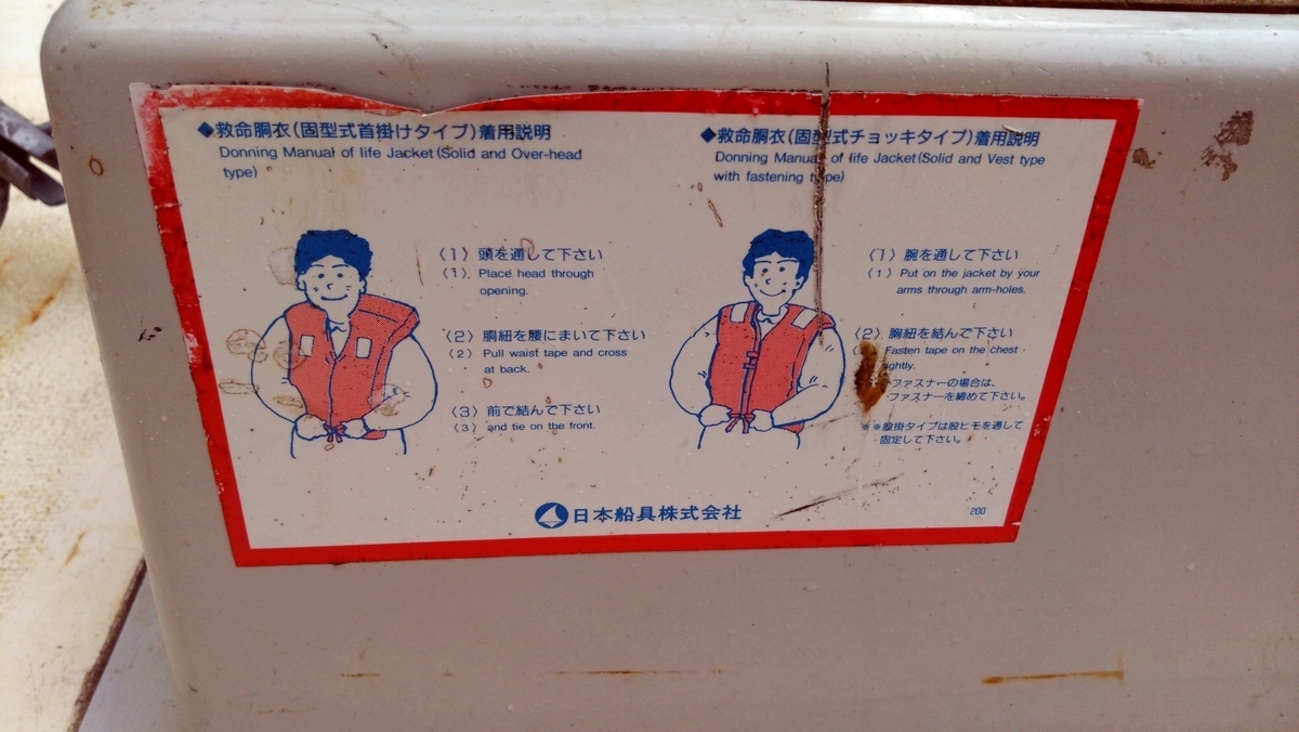 ◆救命胴衣(固型式首掛けタイプ)着用説明
Donning Manual of life Jacket(Solid and Over-head
type)
〈1〉 頭を通して下さい
〈1〉. Place head through
opening.
〈2〉 胴紐を腰にまいて下さい
〈2〉 Pull waist tape and cross
at back.
〈3〉 前で結んで下さい
〈3〉 and tie on the front.
◆救命胴衣(固型式チョッキタイプ)着用説明
Donning Manual of life Jacket(Solid and Vest type
with fastening type)
〈1〉 腕を通して下さい
〈1〉 Put on the jacket by your
arms through arm-holes.
〈2〉 胸紐を結んで下さい
Fasten tape on the chest
ファスナーの場合は、
ファスナーを締めて下さい。
※※股掛タイプは股ヒモを通して
固定して下さい。
日本船具株式会社
200